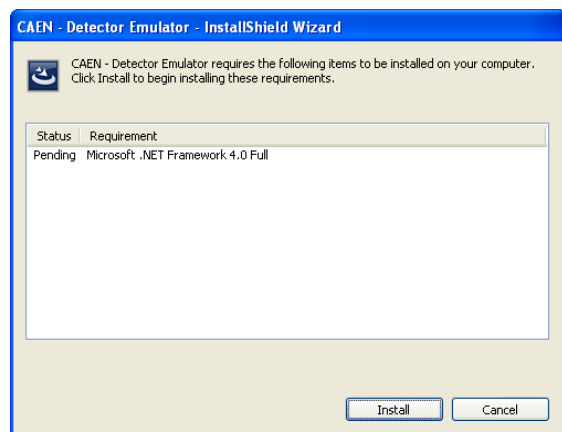 CAEN - Detector Emulator - InstallShield Wizard
CAEN - Detector Emulator requires the following items to be installed on your computer.
Click Install to begin installing these requirements.
Status Requirement
Pending Microsoft .NET Framework 4.0 Full
Install Cancel